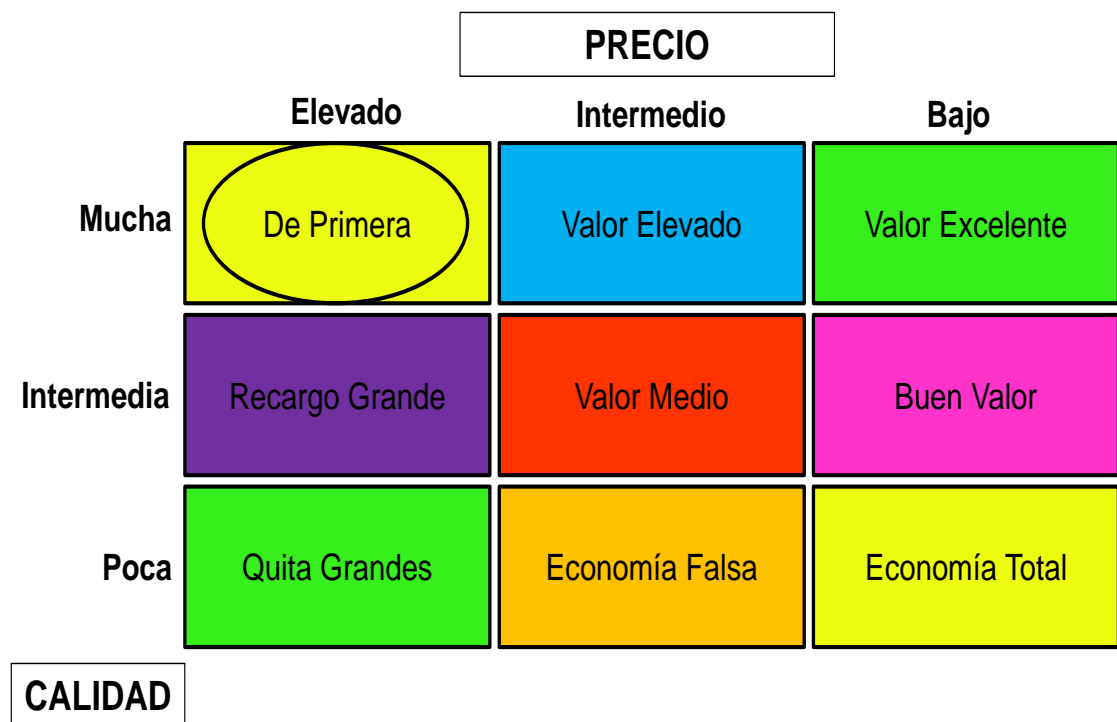 PRECIO
Elevado Intermedio Bajo
Mucha De Primera Valor Elevado Valor Excelente
Intermedia Recargo Grande Valor Medio Buen Valor
Poca Quita Grandes Economía Falsa Economía Total
CALIDAD